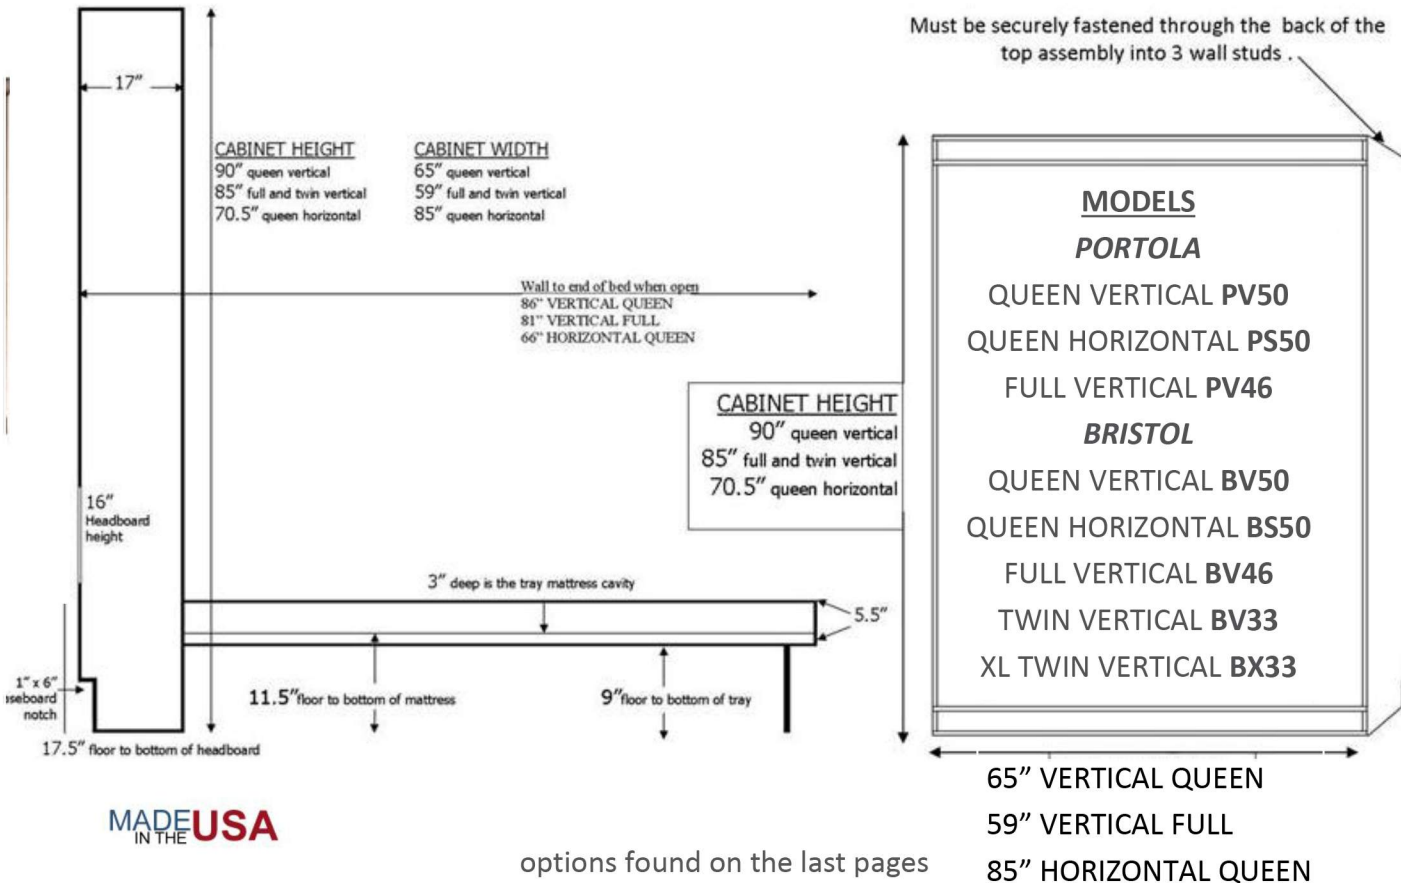 Must be securely fastened through the back of the
top assembly into 3 wall studs .
17"
CABINET HEIGHT
90" queen vertical
85" full and twin vertical
70.5" queen horizontal
CABINET WIDTH
65" queen vertical
59" full and twin vertical
85" queen horizontal
Wall to end of bed when open
86" VERTICAL QUEEN
81" VERTICAL FULL
66" HORIZONTAL QUEEN
CABINET HEIGHT
90" queen vertical
85" full and twin vertical
70.5" queen horizontal
MODELS
PORTOLA
QUEEN VERTICAL PV50
QUEEN HORIZONTAL PS50
FULL VERTICAL PV46
BRISTOL
QUEEN VERTICAL BV50
QUEEN HORIZONTAL BS50
FULL VERTICAL BV46
TWIN VERTICAL BV33
XL TWIN VERTICAL BX33
16"
Headboard
height
3" deep is the tray mattress cavity
5.5"
1" x 6"
seboard
notch
11.5"floor to bottom of mattress
9"floor to bottom of tray
17.5" floor to bottom of headboard
65" VERTICAL QUEEN
59" VERTICAL FULL
85" HORIZONTAL QUEEN
MADE IN THE USA
options found on the last pages